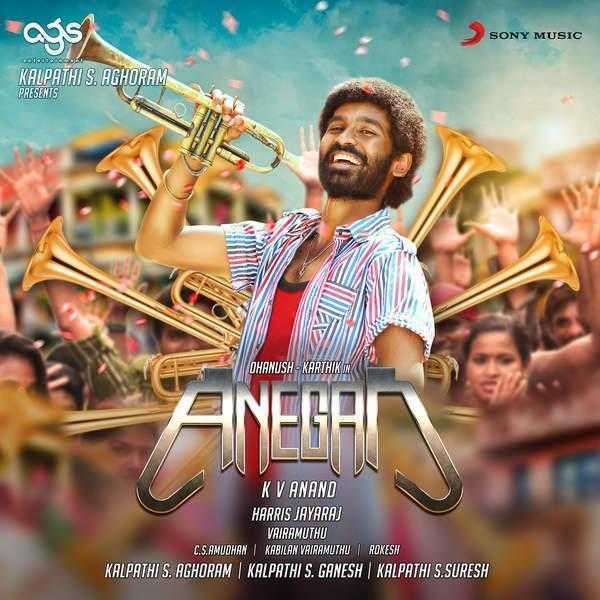 ags
entertainment
SONY MUSIC
KALPATHI S. AGHORAM
PRESENTS
DHANUSH - KARTHIK IN
ANEGAN
K V ANAND
HARRIS JAYARAJ
VAIRAMUTHU
C.S.AMUDHAN | KABILAN VAIRAMUTHU | ROKESH
KALPATHI S. AGHORAM | KALPATHI S. GANESH | KALPATHI S.SURESH